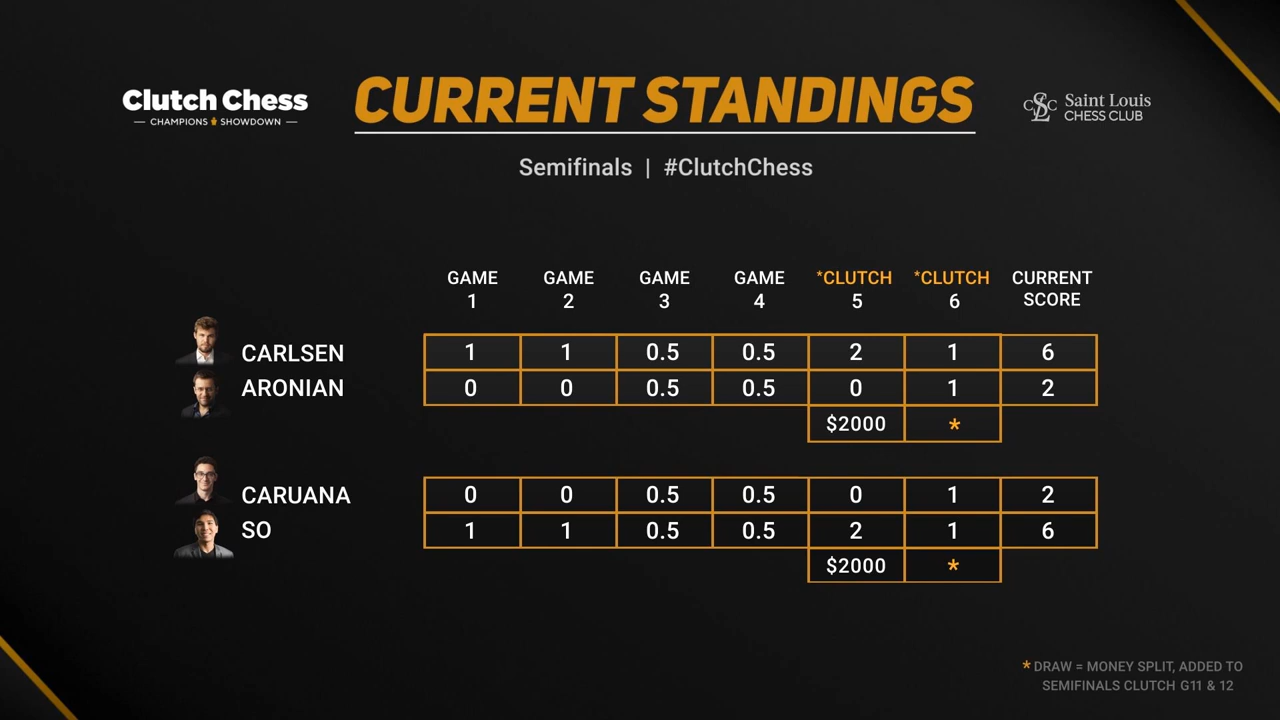 Clutch Chess
CHAMPIONS SHOWDOWN
CURRENT STANDINGS
CSCL Saint Louis
CHESS CLUB
Semifinals | #ClutchChess
GAME 1 GAME 2 GAME 3 GAME 4 *CLUTCH 5 *CLUTCH 6 CURRENT SCORE
CARLSEN 1 1 0.5 0.5 2 1 6
ARONIAN 0 0 0.5 0.5 0 1 2
$2000 *
CARUANA 0 0 0.5 0.5 0 1 2
SO 1 1 0.5 0.5 2 1 6
$2000 *
* DRAW = MONEY SPLIT, ADDED TO
SEMIFINALS CLUTCH G11 & 12